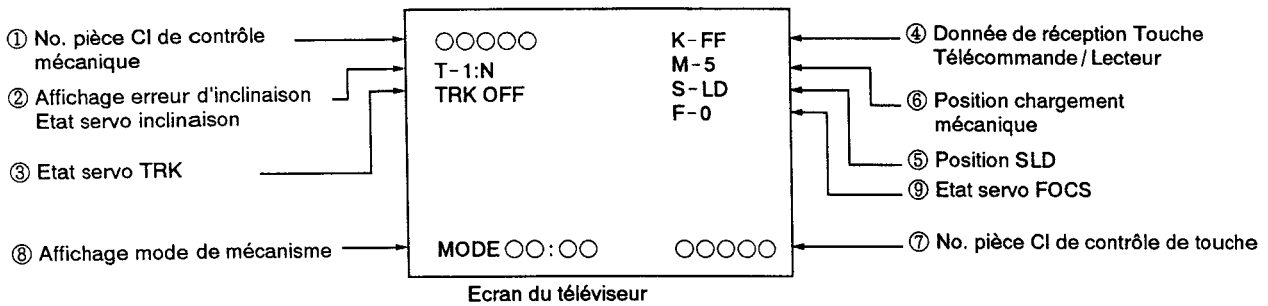 ① No. pièce CI de contrôle
mécanique
② Affichage erreur d'inclinaison
Etat servo inclinaison
③ Etat servo TRK
⑧ Affichage mode de mécanisme
○○○○○
T-1:N
TRK OFF
K-FF
M-5
S-LD
F-0
MODE○○:○○ ○○○○○
④ Donnée de réception Touche
Télécommande / Lecteur
⑥ Position chargement
mécanique
⑤ Position SLD
⑨ Etat servo FOCS
⑦ No. pièce CI de contrôle de touche
Ecran du téléviseur